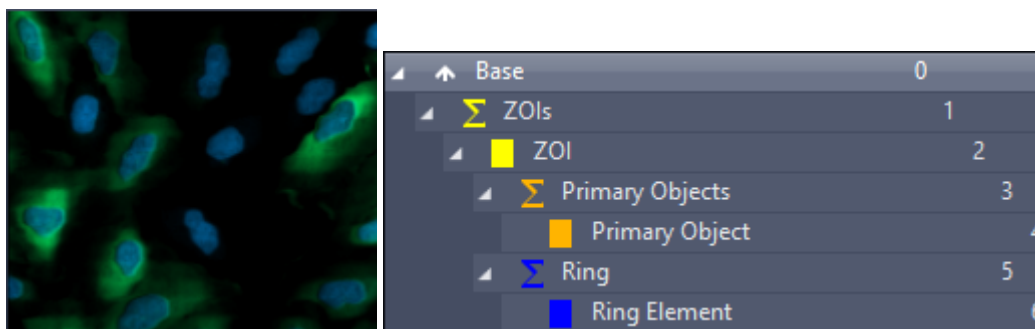 Base 0
ZOIs 1
ZOI 2
Primary Objects 3
Primary Object
Ring 5
Ring Element